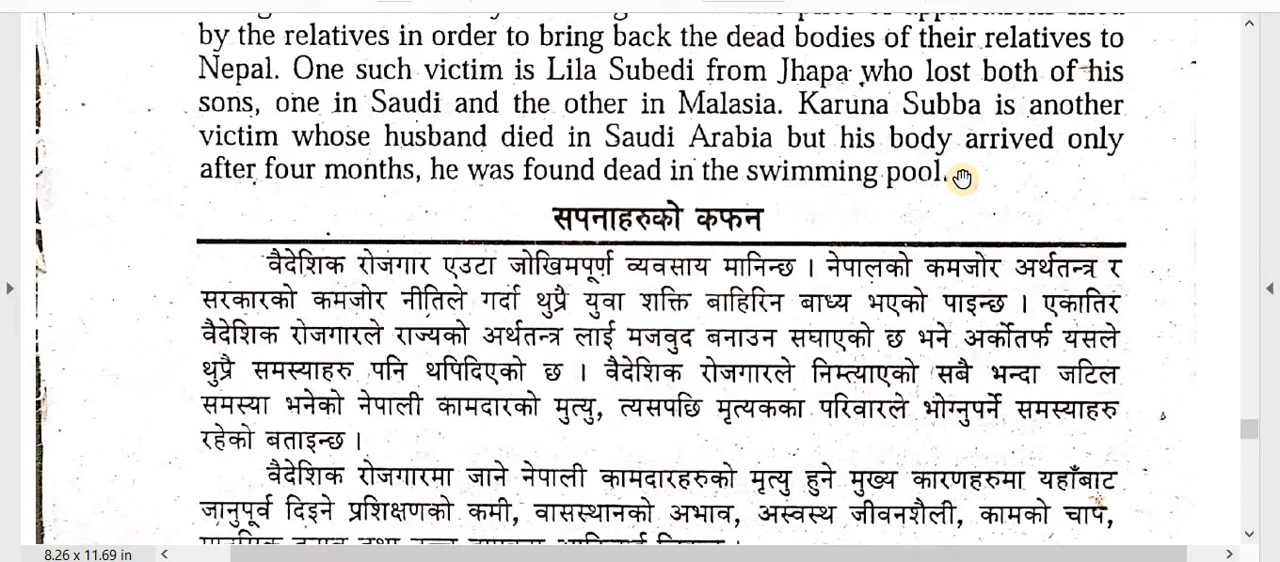 by the relatives in order to bring back the dead bodies of their relatives to
Nepal. One such victim is Lila Subedi from Jhapa who lost both of his
sons, one in Saudi and the other in Malasia. Karuna Subba is another
victim whose husband died in Saudi Arabia but his body arrived only
after four months, he was found dead in the swimming pool.
सपनाहरुको कफन
वैदेशिक रोजगार एउटा जोखिमपूर्ण व्यवसाय मानिन्छ । नेपालको कमजोर अर्थतन्त्र र
सरकारको कमजोर नीतिले गर्दा थुप्रै युवा शक्ति बाहिरिन बाध्य भएको पाइन्छ । एकातिर
वैदेशिक रोजगारले राज्यको अर्थतन्त्र लाई मजवुद बनाउन सघाएको छ भने अर्कोतर्फ यसले
थुप्रै समस्याहरु पनि थपिदिएको छ । वैदेशिक रोजगारले निम्त्याएको सबै भन्दा जटिल
समस्या भनेको नेपाली कामदारको मुत्यु, त्यसपछि मृत्यकका परिवारले भोग्नुपर्ने समस्याहरु
रहेको बताइन्छ ।
वैदेशिक रोजगारमा जाने नेपाली कामदारहरुको मृत्यु हुने मुख्य कारणहरुमा यहाँबाट
जानुपूर्व दिइने प्रशिक्षणको कमी, वासस्थानको अभाव, अस्वस्थ जीवनशैली, कामको चाप,
8.26 x 11.69 in